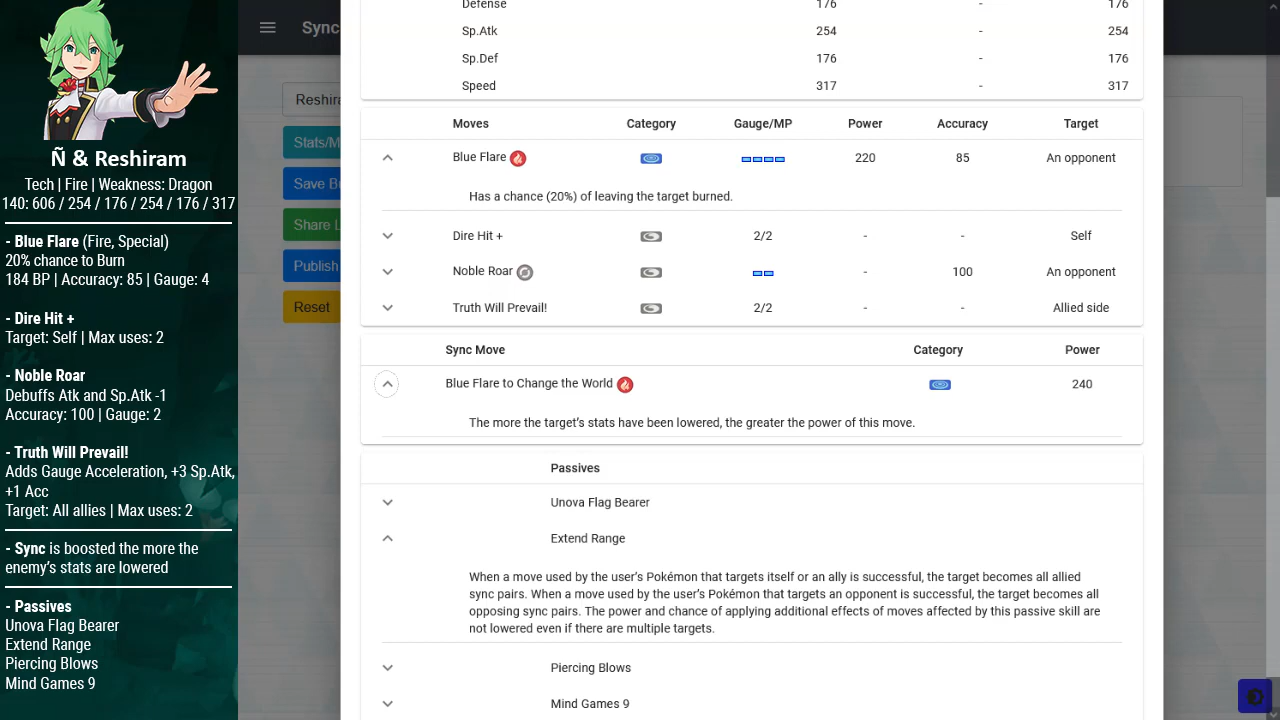 Ñ & Reshiram
Tech | Fire | Weakness: Dragon
140: 606 / 254 / 176 / 254 / 176 / 317
- Blue Flare (Fire, Special)
20% chance to Burn
184 BP | Accuracy: 85 | Gauge: 4
- Dire Hit +
Target: Self | Max uses: 2
- Noble Roar
Debuffs Atk and Sp.Atk -1
Accuracy: 100 | Gauge: 2
- Truth Will Prevail!
Adds Gauge Acceleration, +3 Sp.Atk,
+1 Acc
Target: All allies | Max uses: 2
- Sync is boosted the more the
enemy's stats are lowered
- Passives
Unova Flag Bearer
Extend Range
Piercing Blows
Mind Games 9
Sync
Reshira
Stats/M
Save Bu
Share L
Publish
Reset
Defense 176 - 176
Sp.Atk 254 - 254
Sp.Def 176 - 176
Speed 317 - 317
Moves Category Gauge/MP Power Accuracy Target
Blue Flare 220 85 An opponent
Has a chance (20%) of leaving the target burned.
Dire Hit + 2/2 - - Self
Noble Roar - 100 An opponent
Truth Will Prevail! 2/2 - - Allied side
Sync Move Category Power
Blue Flare to Change the World 240
The more the target's stats have been lowered, the greater the power of this move.
Passives
Unova Flag Bearer
Extend Range
When a move used by the user's Pokémon that targets itself or an ally is successful, the target becomes all allied
sync pairs. When a move used by the user's Pokémon that targets an opponent is successful, the target becomes all
opposing sync pairs. The power and chance of applying additional effects of moves affected by this passive skill are
not lowered even if there are multiple targets.
Piercing Blows
Mind Games 9